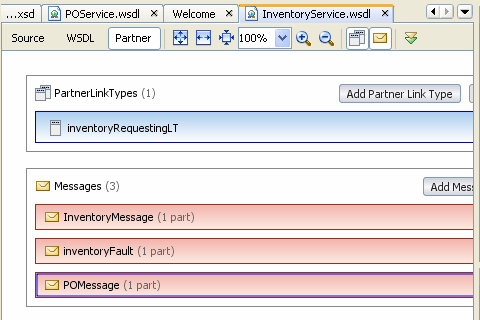 ...xsd POService.wsdl Welcome InventoryService.wsdl
Source WSDL Partner 100%
PartnerLinkTypes (1) Add Partner Link Type
inventoryRequestingLT
Messages (3) Add Mess
InventoryMessage (1 part)
inventoryFault (1 part)
POMessage (1 part)